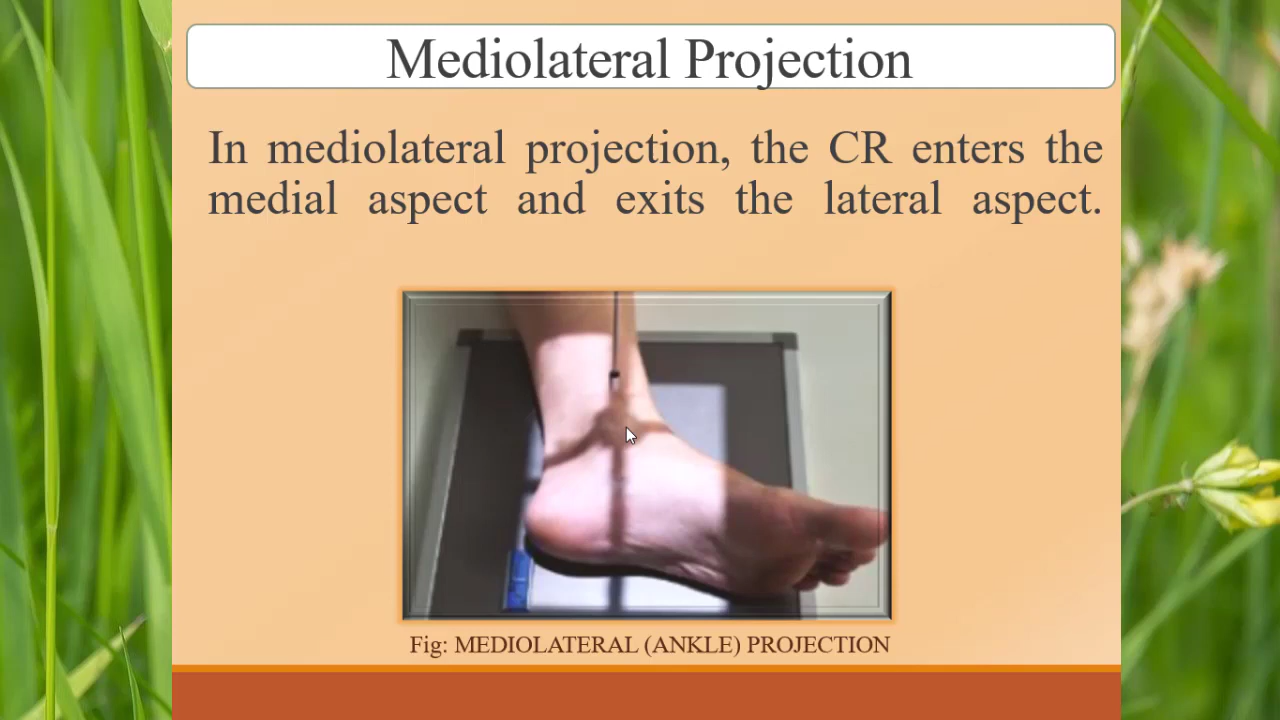 Mediolateral Projection
In mediolateral projection, the CR enters the
medial aspect and exits the lateral aspect.
Fig: MEDIOLATERAL (ANKLE) PROJECTION